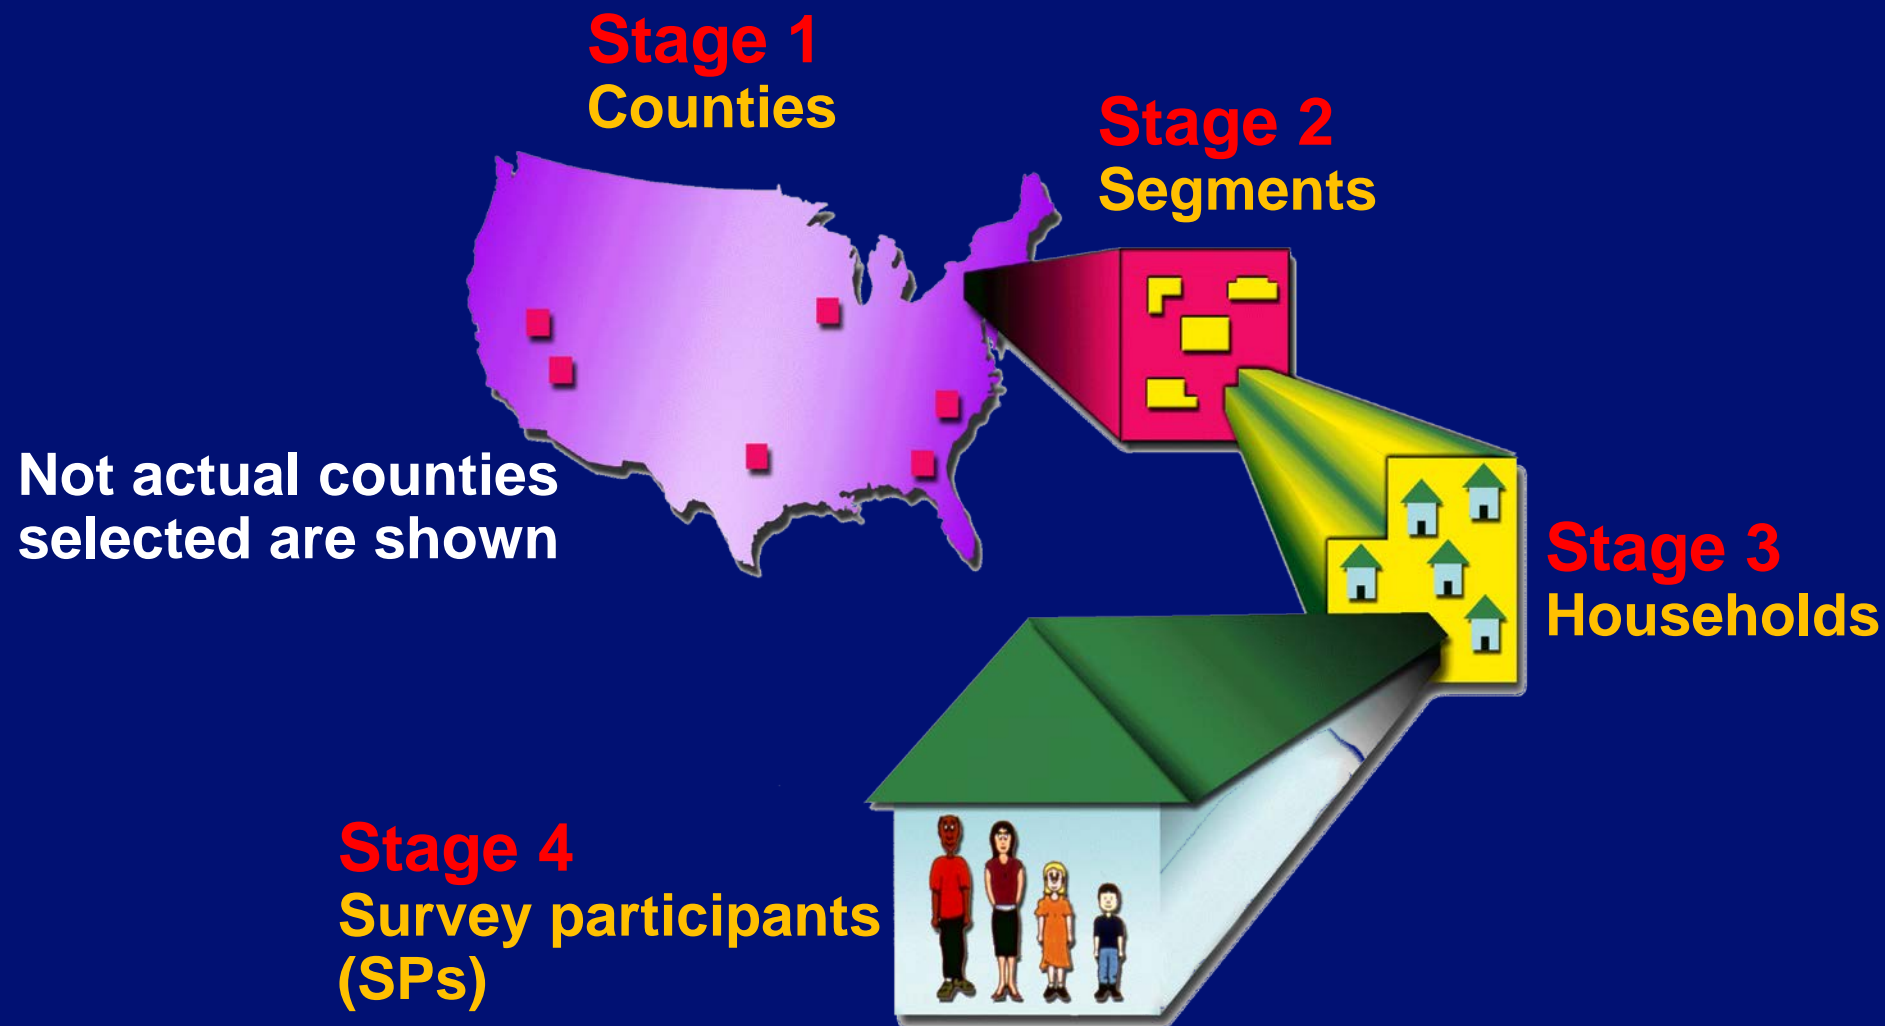 Stage 1
Counties
Stage 2
Segments
Not actual counties
selected are shown
Stage 3
Households
Stage 4
Survey participants
(SPs)